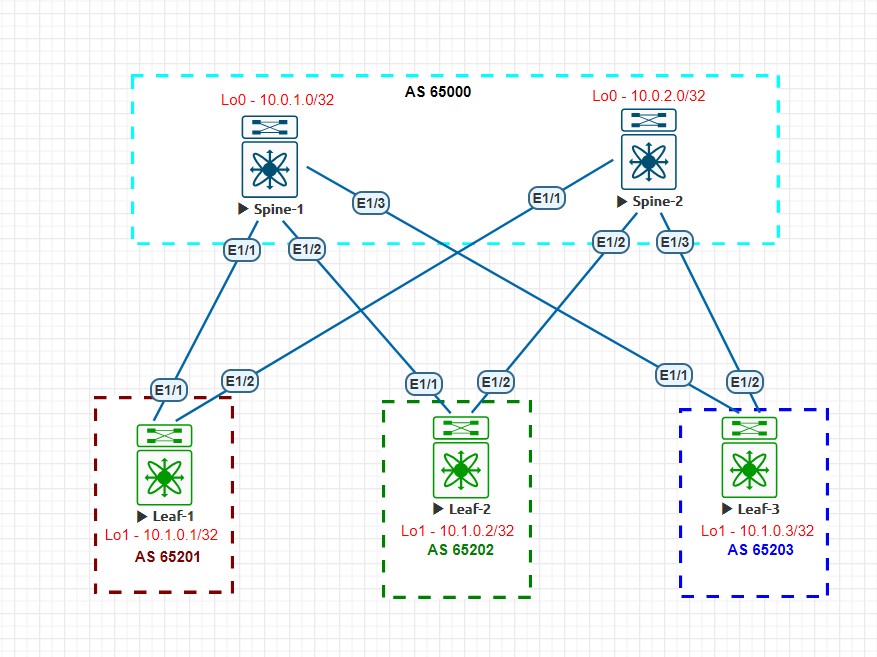 AS 65000
Lo0 - 10.0.1.0/32
Lo0 - 10.0.2.0/32
Spine-1
Spine-2
E1/3
E1/1
E1/1
E1/2
E1/2
E1/3
E1/1
E1/2
E1/1
E1/2
E1/1
E1/2
Leaf-1
Lo1 - 10.1.0.1/32
AS 65201
Leaf-2
Lo1 - 10.1.0.2/32
AS 65202
Leaf-3
Lo1 - 10.1.0.3/32
AS 65203